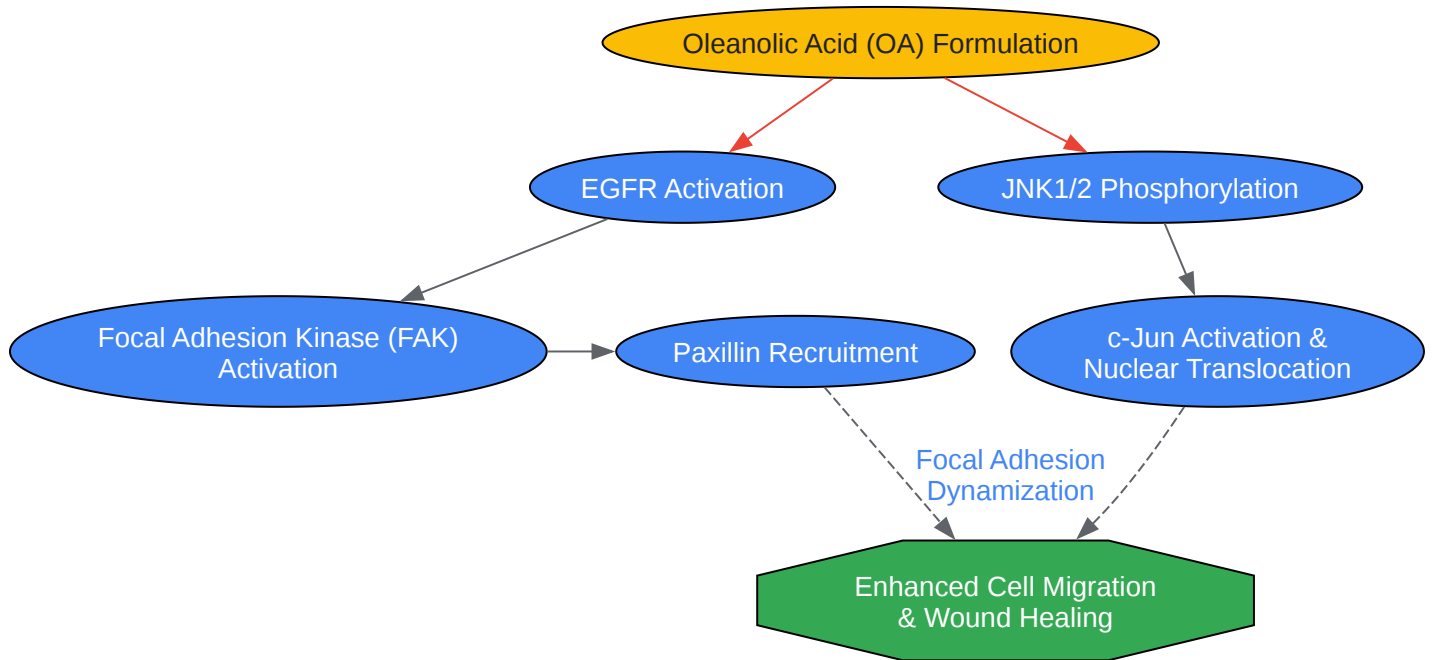 Oleanolic Acid (OA) Formulation
EGFR Activation
JNK1/2 Phosphorylation
Focal Adhesion Kinase (FAK)
Activation
Paxillin Recruitment
c-Jun Activation &
Nuclear Translocation
Focal Adhesion
Dynamization
Enhanced Cell Migration
& Wound Healing